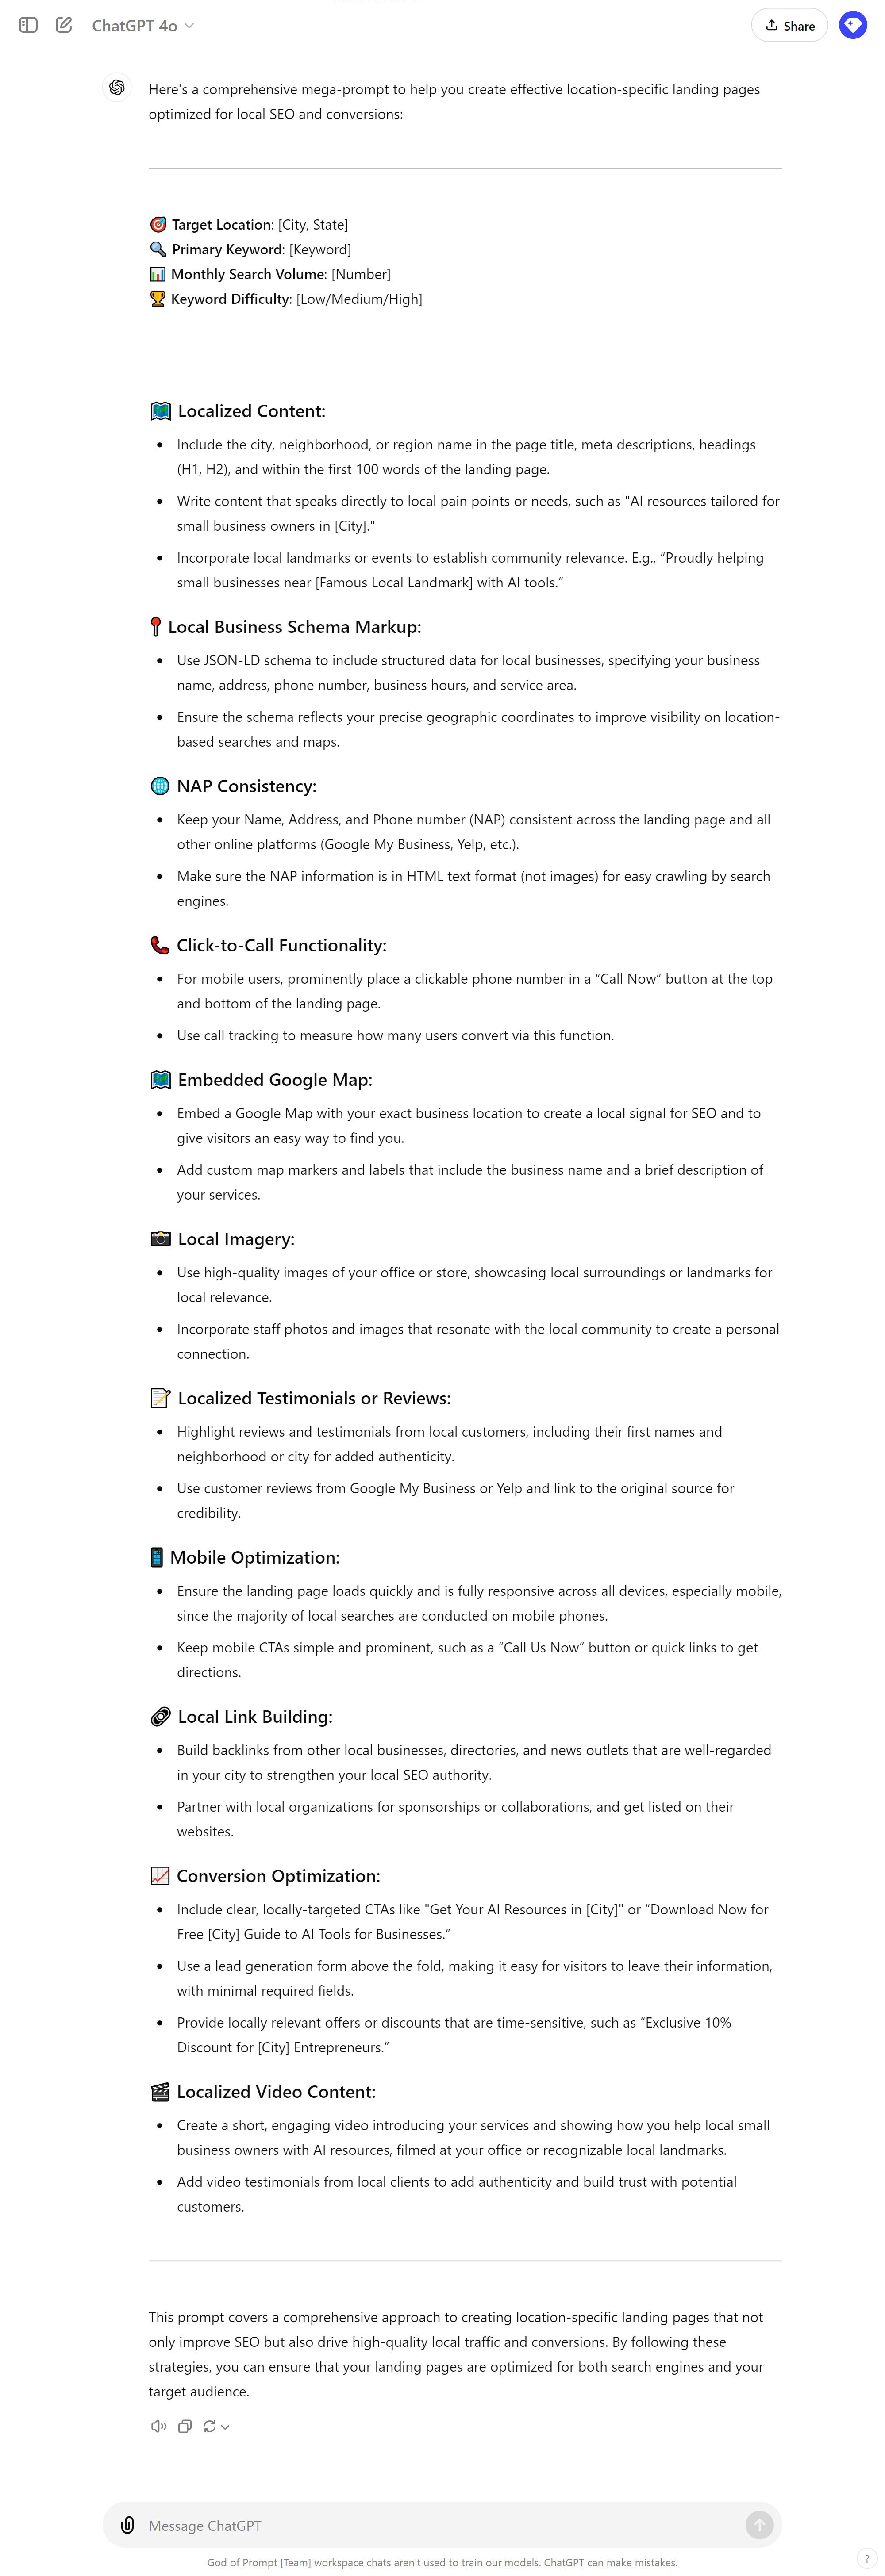 ChatGPT 4o
Share
Here's a comprehensive mega-prompt to help you create effective location-specific landing pages
optimized for local SEO and conversions:
Target Location: [City, State]
Primary Keyword: [Keyword]
Monthly Search Volume: [Number]
Keyword Difficulty: [Low/Medium/High]
Localized Content:
• Include the city, neighborhood, or region name in the page title, meta descriptions, headings
(H1, H2), and within the first 100 words of the landing page.
• Write content that speaks directly to local pain points or needs, such as "AI resources tailored for
small business owners in [City]."
• Incorporate local landmarks or events to establish community relevance. E.g., “Proudly helping
small businesses near [Famous Local Landmark] with AI tools.”
Local Business Schema Markup:
• Use JSON-LD schema to include structured data for local businesses, specifying your business
name, address, phone number, business hours, and service area.
• Ensure the schema reflects your precise geographic coordinates to improve visibility on location-
based searches and maps.
NAP Consistency:
• Keep your Name, Address, and Phone number (NAP) consistent across the landing page and all
other online platforms (Google My Business, Yelp, etc.).
• Make sure the NAP information is in HTML text format (not images) for easy crawling by search
engines.
Click-to-Call Functionality:
• For mobile users, prominently place a clickable phone number in a “Call Now” button at the top
and bottom of the landing page.
• Use call tracking to measure how many users convert via this function.
Embedded Google Map:
• Embed a Google Map with your exact business location to create a local signal for SEO and to
give visitors an easy way to find you.
• Add custom map markers and labels that include the business name and a brief description of
your services.
Local Imagery:
• Use high-quality images of your office or store, showcasing local surroundings or landmarks for
local relevance.
• Incorporate staff photos and images that resonate with the local community to create a personal
connection.
Localized Testimonials or Reviews:
• Highlight reviews and testimonials from local customers, including their first names and
neighborhood or city for added authenticity.
• Use customer reviews from Google My Business or Yelp and link to the original source for
credibility.
Mobile Optimization:
• Ensure the landing page loads quickly and is fully responsive across all devices, especially mobile,
since the majority of local searches are conducted on mobile phones.
• Keep mobile CTAs simple and prominent, such as a “Call Us Now” button or quick links to get
directions.
Local Link Building:
• Build backlinks from other local businesses, directories, and news outlets that are well-regarded
in your city to strengthen your local SEO authority.
• Partner with local organizations for sponsorships or collaborations, and get listed on their
websites.
Conversion Optimization:
• Include clear, locally-targeted CTAs like "Get Your AI Resources in [City]" or “Download Now for
Free [City] Guide to AI Tools for Businesses.”
• Use a lead generation form above the fold, making it easy for visitors to leave their information,
with minimal required fields.
• Provide locally relevant offers or discounts that are time-sensitive, such as “Exclusive 10%
Discount for [City] Entrepreneurs.”
Localized Video Content:
• Create a short, engaging video introducing your services and showing how you help local small
business owners with AI resources, filmed at your office or recognizable local landmarks.
• Add video testimonials from local clients to add authenticity and build trust with potential
customers.
This prompt covers a comprehensive approach to creating location-specific landing pages that not
only improve SEO but also drive high-quality local traffic and conversions. By following these
strategies, you can ensure that your landing pages are optimized for both search engines and your
target audience.
Message ChatGPT
God of Prompt [Team] workspace chats aren't used to train our models. ChatGPT can make mistakes.
?